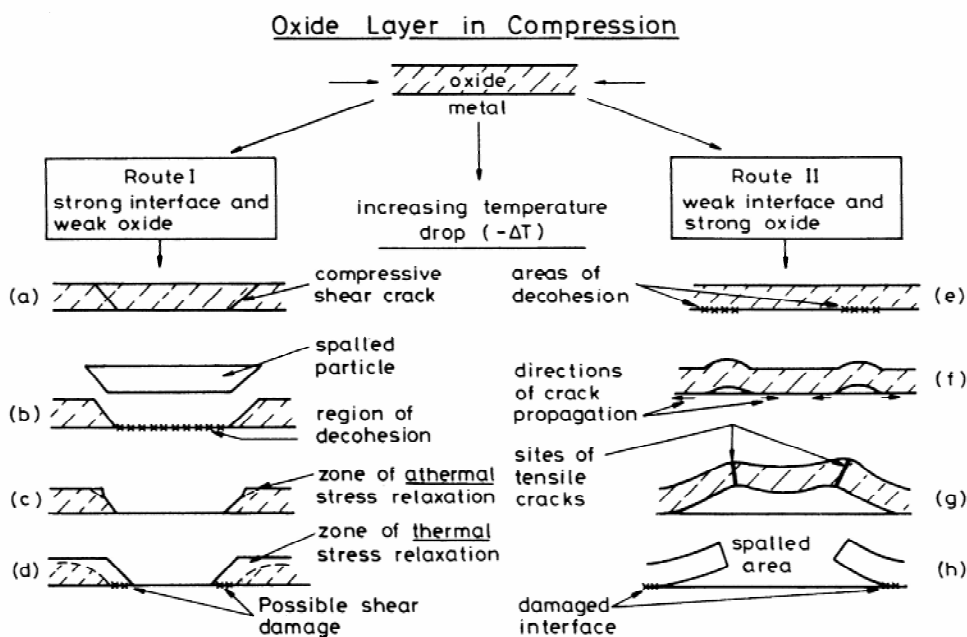 Oxide Layer in Compression
oxide
metal
Route I
strong interface and
weak oxide
increasing temperature
drop (-ΔT)
Route II
weak interface and
strong oxide
(a)
compressive
shear crack
areas of
decohesion
(e)
spalled
particle
(b)
region of
decohesion
directions
of crack
propagation
(f)
(c)
zone of athermal
stress relaxation
sites of
tensile
cracks
(g)
(d)
zone of thermal
stress relaxation
Possible shear
damage
spalled
area
(h)
damaged
interface